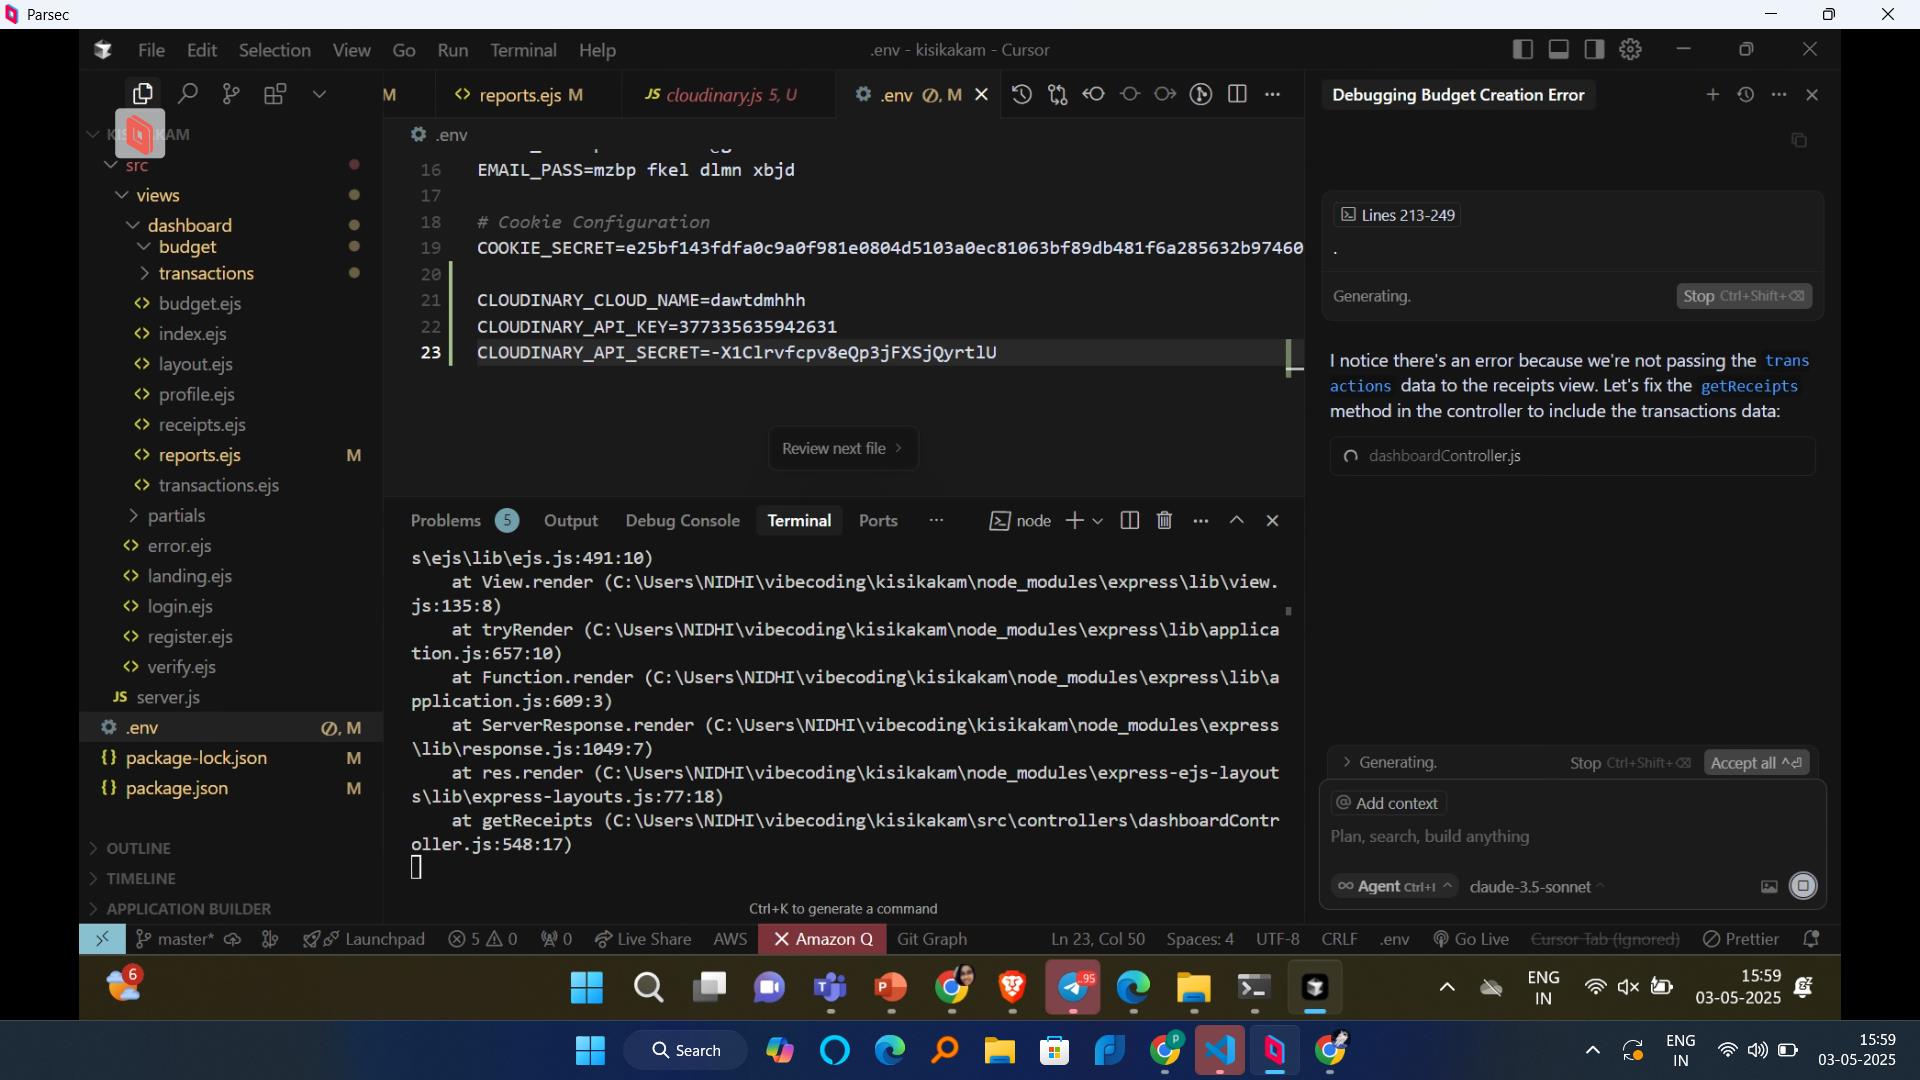 Parsec
File Edit Selection View Go Run Terminal Help
.env - kisikakam - Cursor
M
<> reports.ejs M
JS cloudinary.js 5, U
.env M
Debugging Budget Creation Error
src
views
dashboard
budget
transactions
<> budget.ejs
<> index.ejs
<> layout.ejs
<> profile.ejs
<> receipts.ejs
<> reports.ejs M
<> transactions.ejs
partials
<> error.ejs
<> landing.ejs
<> login.ejs
<> register.ejs
<> verify.ejs
JS server.js
.env M
{} package-lock.json M
{} package.json M
OUTLINE
TIMELINE
APPLICATION BUILDER
.env
16 EMAIL_PASS=mzbp fkel dlmn xbjd
17
18 # Cookie Configuration
19 COOKIE_SECRET=e25bf143fdfa0c9a0f981e0804d5103a0ec81063bf89db481f6a285632b97460
20
21 CLOUDINARY_CLOUD_NAME=dawtdmhhh
22 CLOUDINARY_API_KEY=377335635942631
23 CLOUDINARY_API_SECRET=-X1Clrvfcpv8eQp3jFXSjQyrtlU
Review next file >
Problems 5 Output Debug Console Terminal Ports ... node
s\ejs\lib\ejs.js:491:10)
at View.render (C:\Users\NIDHI\vibecoding\kisikakam\node_modules\express\lib\view.
js:135:8)
at tryRender (C:\Users\NIDHI\vibecoding\kisikakam\node_modules\express\lib\applica
tion.js:657:10)
at Function.render (C:\Users\NIDHI\vibecoding\kisikakam\node_modules\express\lib\a
pplication.js:609:3)
at ServerResponse.render (C:\Users\NIDHI\vibecoding\kisikakam\node_modules\express
\lib\response.js:1049:7)
at res.render (C:\Users\NIDHI\vibecoding\kisikakam\node_modules\express-ejs-layout
s\lib\express-layouts.js:77:18)
at getReceipts (C:\Users\NIDHI\vibecoding\kisikakam\src\controllers\dashboardContr
oller.js:548:17)
Ctrl+K to generate a command
Lines 213-249
.
Generating.
Stop Ctrl+Shift+⌫
I notice there's an error because we're not passing the trans
actions data to the receipts view. Let's fix the getReceipts
method in the controller to include the transactions data:
dashboardController.js
> Generating. Stop Ctrl+Shift+⌫ Accept all ^⏎
@ Add context
Plan, search, build anything
∞ Agent Ctrl+I claude-3.5-sonnet
master* Launchpad 5 0 0 Live Share AWS Amazon Q Git Graph
Ln 23, Col 50 Spaces: 4 UTF-8 CRLF .env Go Live Cursor Tab (Ignored) Prettier
6
95
ENG
IN
15:59
03-05-2025
Search
P
ENG
IN
15:59
03-05-2025